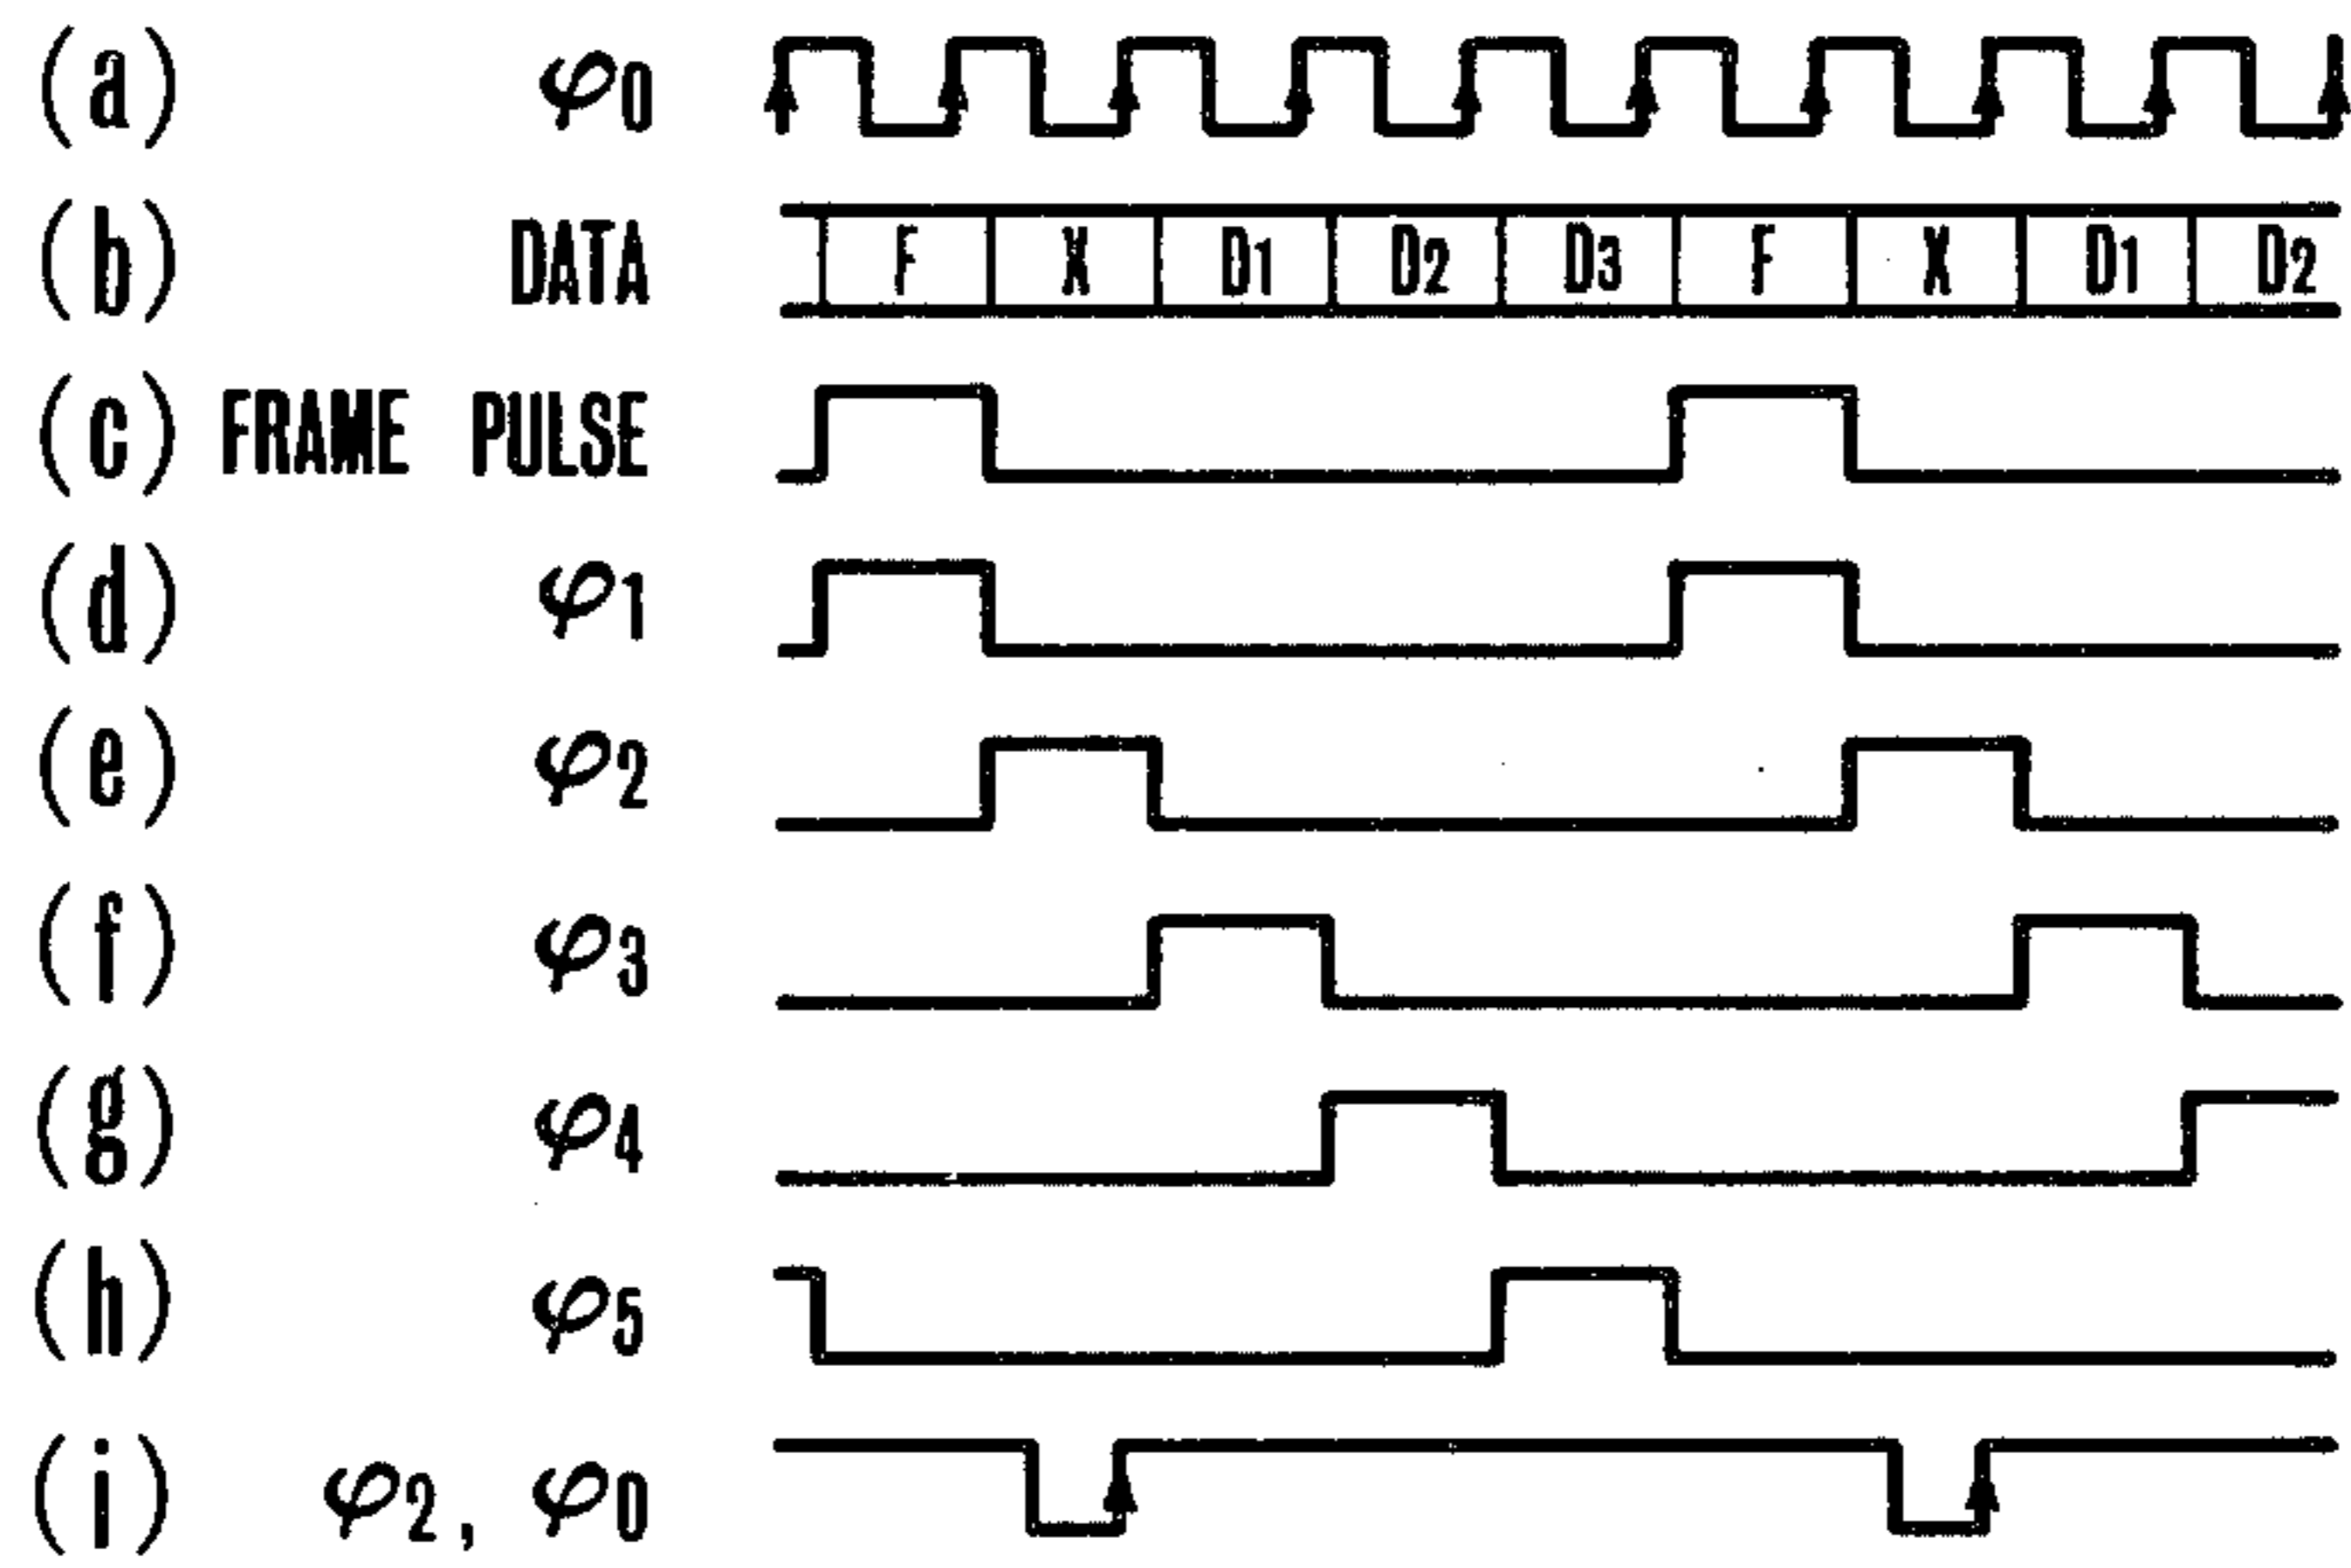 (a) φ0
(b) DATA F X D1 D2 D3 F X D1 D2
(c) FRAME PULSE
(d) φ1
(e) φ2
(f) φ3
(g) φ4
(h) φ5
(i) φ2, φ0